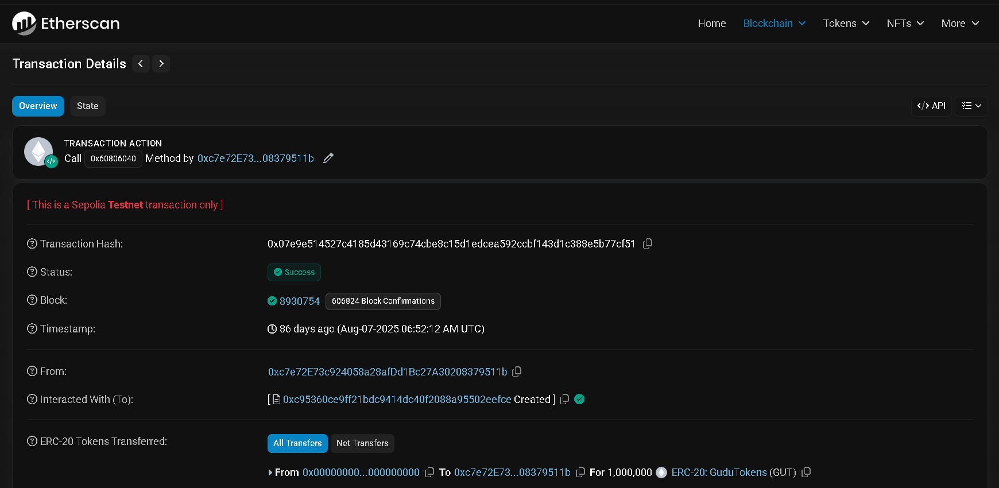 Etherscan
Home Blockchain Tokens NFTs More
Transaction Details
Overview State
</> API
TRANSACTION ACTION
Call 0x60806040 Method by 0xc7e72E73...08379511b
[ This is a Sepolia Testnet transaction only ]
Transaction Hash: 0x07e9e514527c4185d43169c74cbe8c15d1edcea592ccbf143d1c388e5b77cf51
Status: Success
Block: 8930754 606824 Block Confirmations
Timestamp: 86 days ago (Aug-07-2025 06:52:12 AM UTC)
From: 0xc7e72E73c924058a28afDd1Bc27A30208379511b
Interacted With (To): [ 0xc95360ce9ff21bdc9414dc40f2088a95502eefce Created ]
ERC-20 Tokens Transferred: All Transfers Net Transfers
From 0x00000000...000000000 To 0xc7e72E73...08379511b For 1,000,000 ERC-20: GuduTokens (GUT)